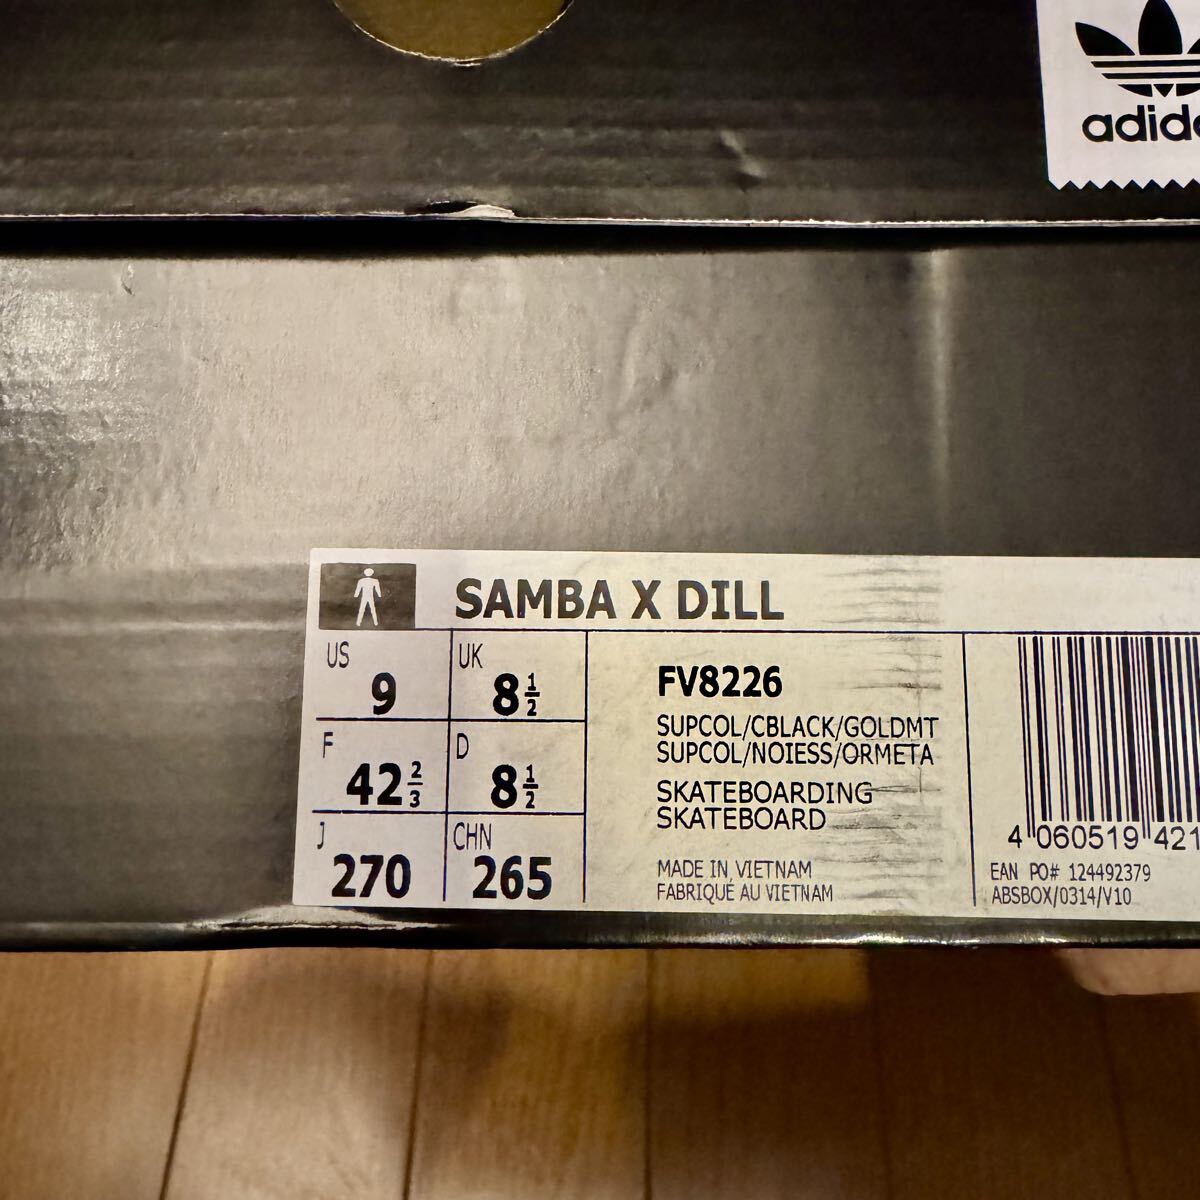 SAMBA X DILL
US 9 UK 8 1/2
F 42 2/3 D 8 1/2
J 270 CHN 265
FV8226
SUPCOL/CBLACK/GOLDMT
SUPCOL/NOIESS/ORMETA
SKATEBOARDING
SKATEBOARD
MADE IN VIETNAM
FABRIQUÉ AU VIETNAM
4 060519 421
EAN PO# 124492379
ABSBOX/0314/V10